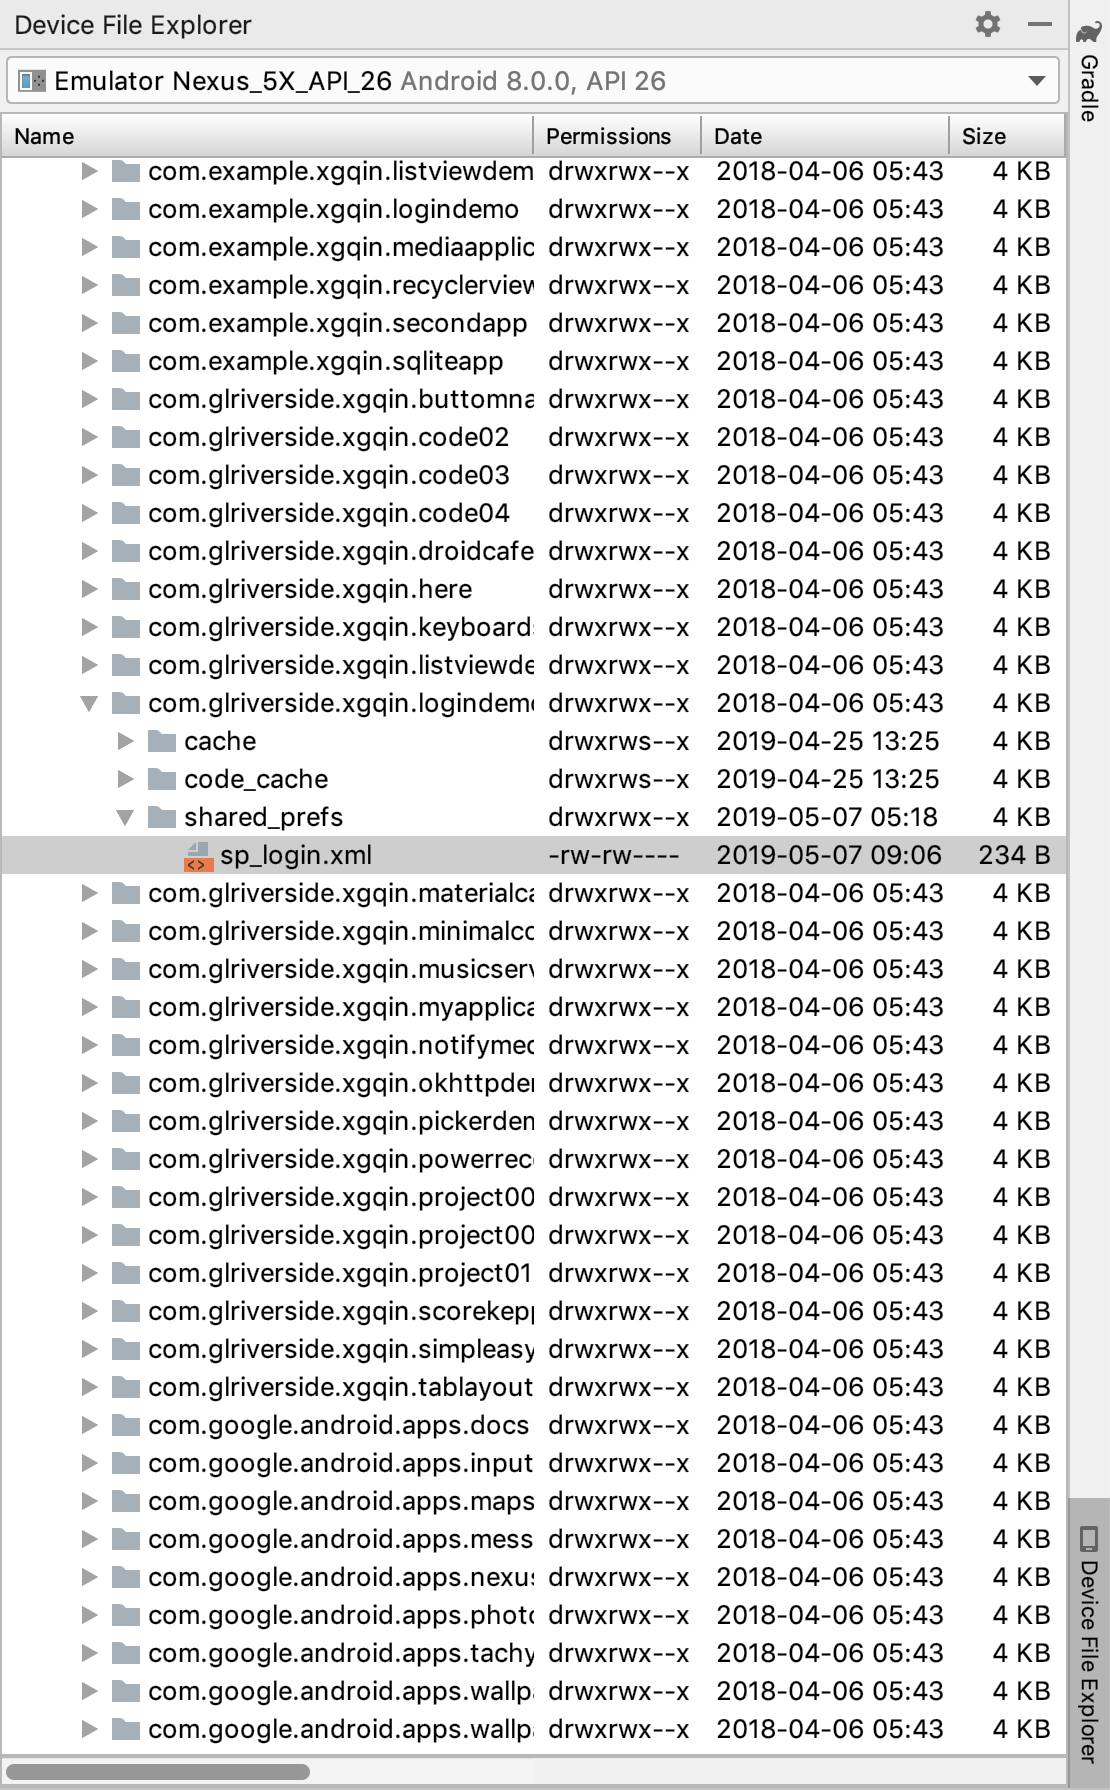 Device File Explorer
Emulator Nexus_5X_API_26 Android 8.0.0, API 26
Name Permissions Date Size
com.example.xgqin.listviewdem drwxrwx--x 2018-04-06 05:43 4 KB
com.example.xgqin.logindemo drwxrwx--x 2018-04-06 05:43 4 KB
com.example.xgqin.mediaapplic drwxrwx--x 2018-04-06 05:43 4 KB
com.example.xgqin.recyclerview drwxrwx--x 2018-04-06 05:43 4 KB
com.example.xgqin.secondapp drwxrwx--x 2018-04-06 05:43 4 KB
com.example.xgqin.sqliteapp drwxrwx--x 2018-04-06 05:43 4 KB
com.glriverside.xgqin.buttomna drwxrwx--x 2018-04-06 05:43 4 KB
com.glriverside.xgqin.code02 drwxrwx--x 2018-04-06 05:43 4 KB
com.glriverside.xgqin.code03 drwxrwx--x 2018-04-06 05:43 4 KB
com.glriverside.xgqin.code04 drwxrwx--x 2018-04-06 05:43 4 KB
com.glriverside.xgqin.droidcafe drwxrwx--x 2018-04-06 05:43 4 KB
com.glriverside.xgqin.here drwxrwx--x 2018-04-06 05:43 4 KB
com.glriverside.xgqin.keyboards drwxrwx--x 2018-04-06 05:43 4 KB
com.glriverside.xgqin.listviewde drwxrwx--x 2018-04-06 05:43 4 KB
com.glriverside.xgqin.logindemo drwxrwx--x 2018-04-06 05:43 4 KB
cache drwxrws--x 2019-04-25 13:25 4 KB
code_cache drwxrws--x 2019-04-25 13:25 4 KB
shared_prefs drwxrwx--x 2019-05-07 05:18 4 KB
sp_login.xml -rw-rw---- 2019-05-07 09:06 234 B
com.glriverside.xgqin.materialca drwxrwx--x 2018-04-06 05:43 4 KB
com.glriverside.xgqin.minimalco drwxrwx--x 2018-04-06 05:43 4 KB
com.glriverside.xgqin.musicserv drwxrwx--x 2018-04-06 05:43 4 KB
com.glriverside.xgqin.myapplica drwxrwx--x 2018-04-06 05:43 4 KB
com.glriverside.xgqin.notifymed drwxrwx--x 2018-04-06 05:43 4 KB
com.glriverside.xgqin.okhttpder drwxrwx--x 2018-04-06 05:43 4 KB
com.glriverside.xgqin.pickerdem drwxrwx--x 2018-04-06 05:43 4 KB
com.glriverside.xgqin.powerrec drwxrwx--x 2018-04-06 05:43 4 KB
com.glriverside.xgqin.project00 drwxrwx--x 2018-04-06 05:43 4 KB
com.glriverside.xgqin.project00 drwxrwx--x 2018-04-06 05:43 4 KB
com.glriverside.xgqin.project01 drwxrwx--x 2018-04-06 05:43 4 KB
com.glriverside.xgqin.scorekepp drwxrwx--x 2018-04-06 05:43 4 KB
com.glriverside.xgqin.simpleasy drwxrwx--x 2018-04-06 05:43 4 KB
com.glriverside.xgqin.tablayout drwxrwx--x 2018-04-06 05:43 4 KB
com.google.android.apps.docs drwxrwx--x 2018-04-06 05:43 4 KB
com.google.android.apps.input drwxrwx--x 2018-04-06 05:43 4 KB
com.google.android.apps.maps drwxrwx--x 2018-04-06 05:43 4 KB
com.google.android.apps.mess drwxrwx--x 2018-04-06 05:43 4 KB
com.google.android.apps.nexus drwxrwx--x 2018-04-06 05:43 4 KB
com.google.android.apps.photo drwxrwx--x 2018-04-06 05:43 4 KB
com.google.android.apps.tachy drwxrwx--x 2018-04-06 05:43 4 KB
com.google.android.apps.wallpa drwxrwx--x 2018-04-06 05:43 4 KB
com.google.android.apps.wallpa drwxrwx--x 2018-04-06 05:43 4 KB
Gradle
Device File Explorer